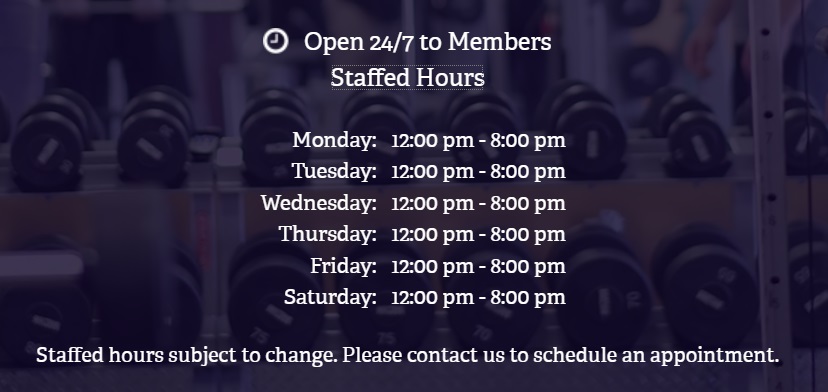 Open 24/7 to Members
Staffed Hours
Monday: 12:00 pm - 8:00 pm
Tuesday: 12:00 pm - 8:00 pm
Wednesday: 12:00 pm - 8:00 pm
Thursday: 12:00 pm - 8:00 pm
Friday: 12:00 pm - 8:00 pm
Saturday: 12:00 pm - 8:00 pm
Staffed hours subject to change. Please contact us to schedule an appointment.